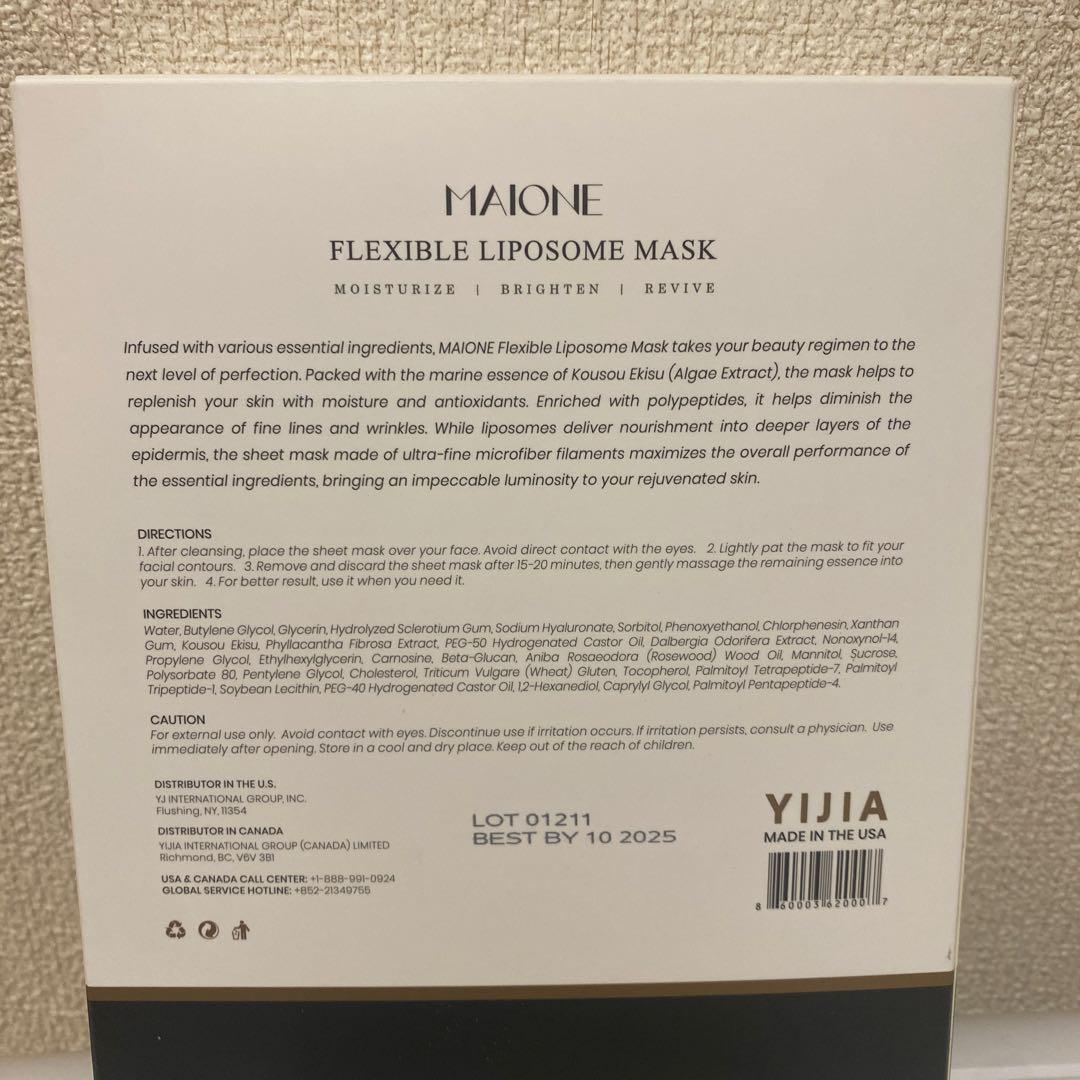 MAIONE
FLEXIBLE LIPOSOME MASK
MOISTURIZE | BRIGHTEN | REVIVE
Infused with various essential ingredients, MAIONE Flexible Liposome Mask takes your beauty regimen to the
next level of perfection. Packed with the marine essence of Kousou Ekisu (Algae Extract), the mask helps to
replenish your skin with moisture and antioxidants. Enriched with polypeptides, it helps diminish the
appearance of fine lines and wrinkles. While liposomes deliver nourishment into deeper layers of the
epidermis, the sheet mask made of ultra-fine microfiber filaments maximizes the overall performance of
the essential ingredients, bringing an impeccable luminosity to your rejuvenated skin.
DIRECTIONS
1. After cleansing, place the sheet mask over your face. Avoid direct contact with the eyes. 2. Lightly pat the mask to fit your
facial contours. 3. Remove and discard the sheet mask after 15-20 minutes, then gently massage the remaining essence into
your skin. 4. For better result, use it when you need it.
INGREDIENTS
Water, Butylene Glycol, Glycerin, Hydrolyzed Sclerotium Gum, Sodium Hyaluronate, Sorbitol, Phenoxyethanol, Chlorphenesin, Xanthan
Gum, Kousou Ekisu, Phyllacantha Fibrosa Extract, PEG-50 Hydrogenated Castor Oil, Dalbergia Odorifera Extract, Nonoxynol-14,
Propylene Glycol, Ethylhexylglycerin, Carnosine, Beta-Glucan, Aniba Rosaeodora (Rosewood) Wood Oil, Mannitol, Sucrose,
Polysorbate 80, Pentylene Glycol, Cholesterol, Triticum Vulgare (Wheat) Gluten, Tocopherol, Palmitoyl Tetrapeptide-7, Palmitoyl
Tripeptide-1, Soybean Lecithin, PEG-40 Hydrogenated Castor Oil, 1,2-Hexanediol, Caprylyl Glycol, Palmitoyl Pentapeptide-4.
CAUTION
For external use only. Avoid contact with eyes. Discontinue use if irritation occurs. If irritation persists, consult a physician. Use
immediately after opening. Store in a cool and dry place. Keep out of the reach of children.
DISTRIBUTOR IN THE U.S.
YJ INTERNATIONAL GROUP, INC.
Flushing, NY, 11354
DISTRIBUTOR IN CANADA
YIJIA INTERNATIONAL GROUP (CANADA) LIMITED
Richmond, BC, V6V 3B1
USA & CANADA CALL CENTER: +1-888-991-0924
GLOBAL SERVICE HOTLINE: +852-21349755
LOT 01211
BEST BY 10 2025
YIJIA
MADE IN THE USA
8 60003 62000 7